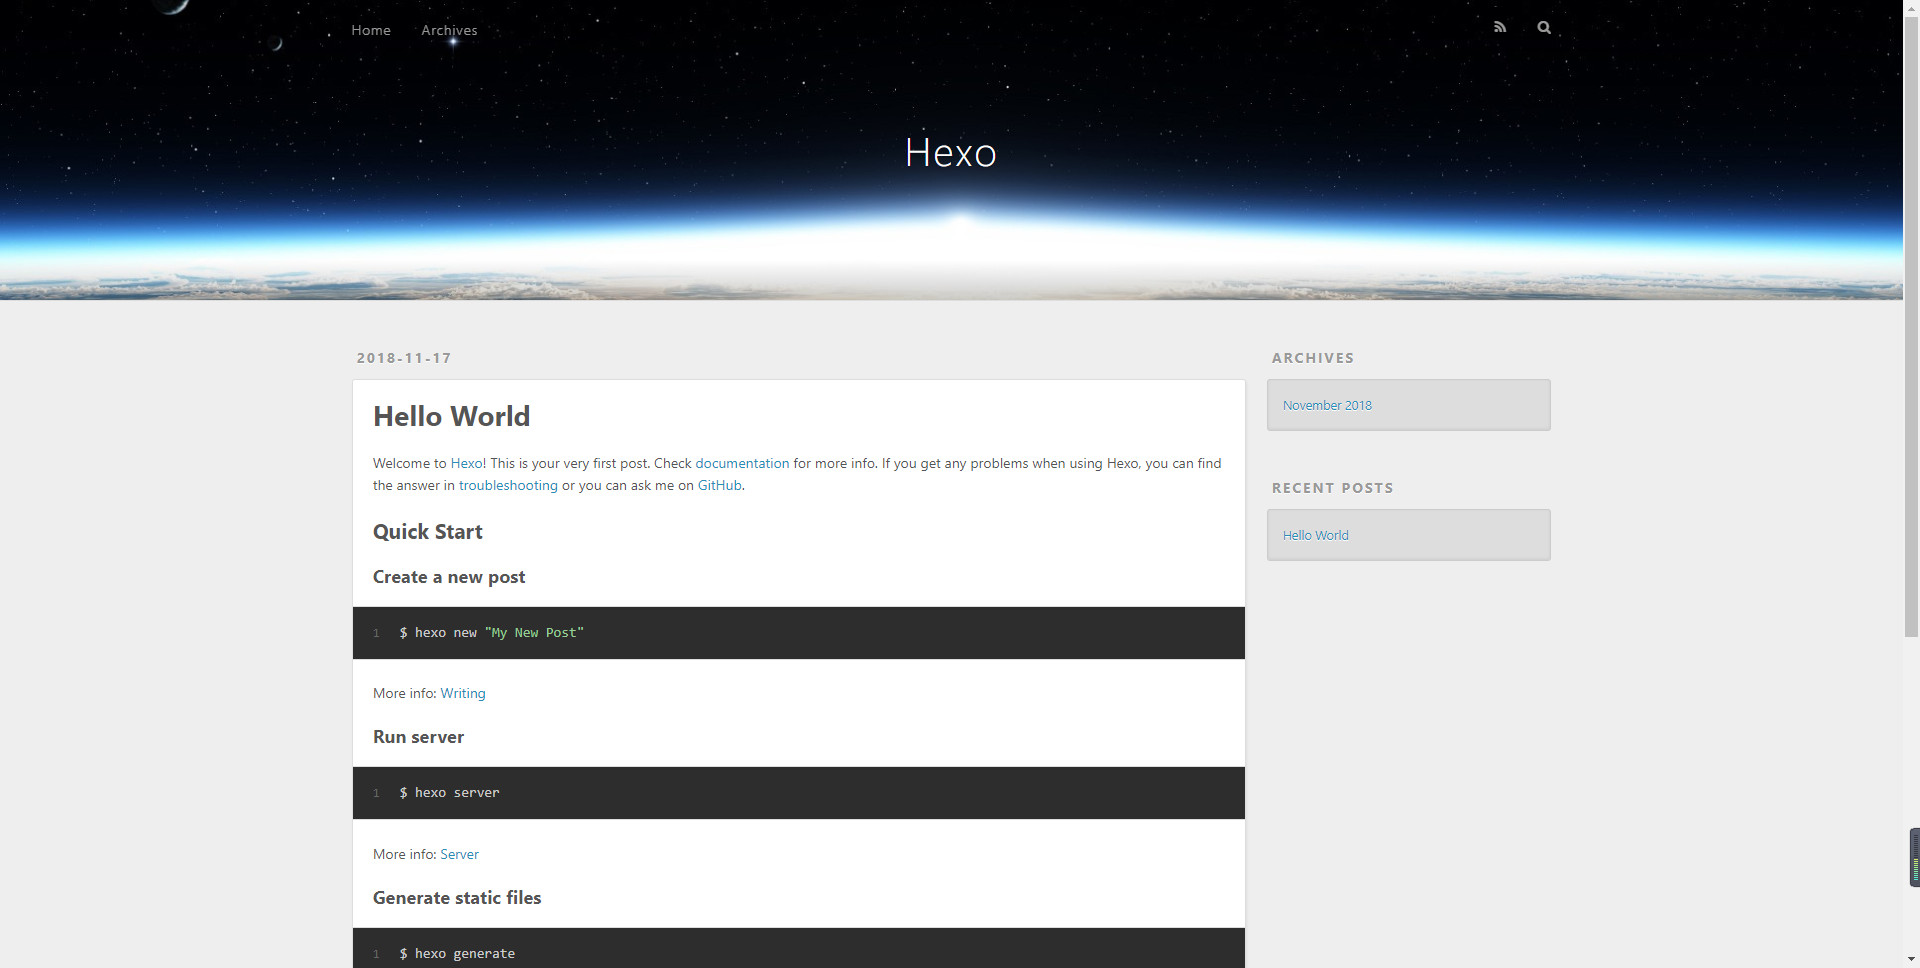 Home Archives
Hexo
2018-11-17
Hello World
Welcome to Hexo! This is your very first post. Check documentation for more info. If you get any problems when using Hexo, you can find
the answer in troubleshooting or you can ask me on GitHub.
Quick Start
Create a new post
1 $ hexo new "My New Post"
More info: Writing
Run server
1 $ hexo server
More info: Server
Generate static files
1 $ hexo generate
ARCHIVES
November 2018
RECENT POSTS
Hello World